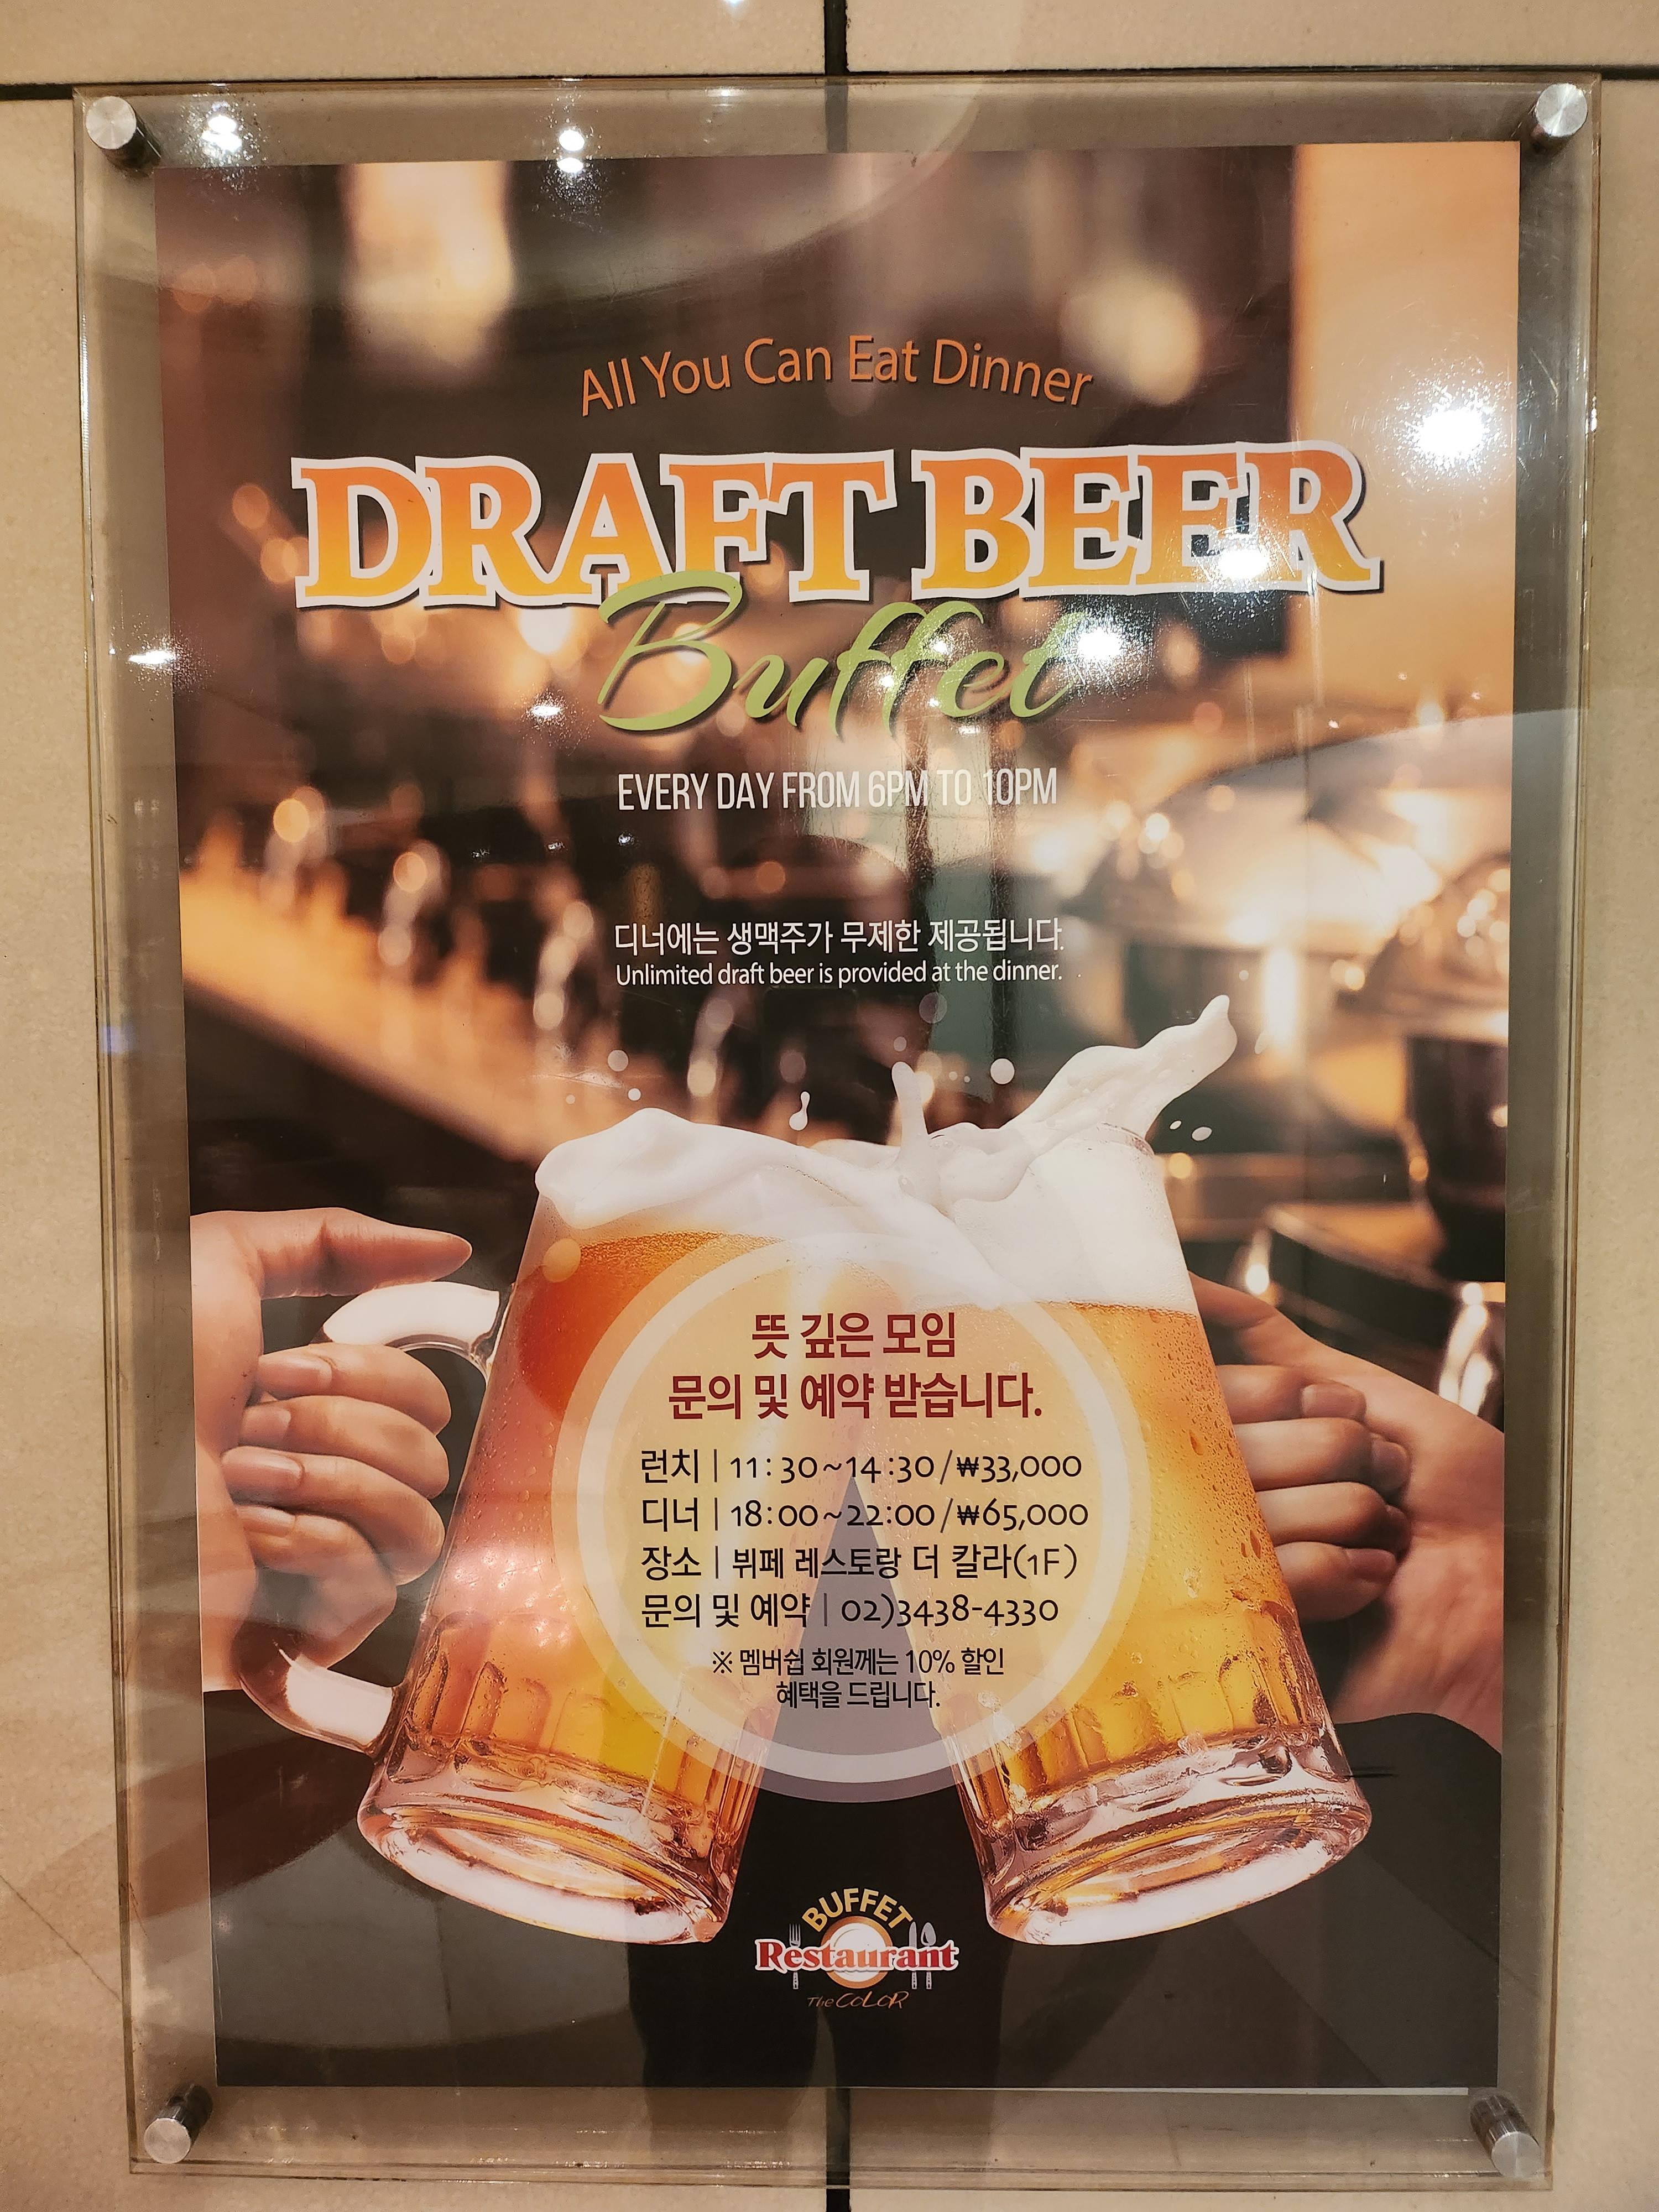 All You Can Eat Dinner
DRAFT BEER
Buffet
EVERY DAY FROM 6PM TO 10PM
디너에는 생맥주가 무제한 제공됩니다.
Unlimited draft beer is provided at the dinner.
뜻 깊은 모임
문의 및 예약 받습니다.
런치 | 11:30~14:30/₩33,000
디너 | 18:00~22:00/₩65,000
장소 | 뷔페 레스토랑 더 칼라(1F)
문의 및 예약 | 02)3438-4330
※ 멤버쉽 회원께는 10% 할인
혜택을 드립니다.
BUFFET
Restaurant
The COLOR